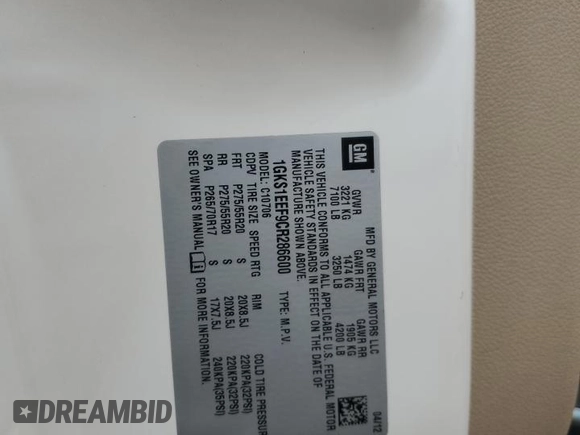 GM
MFD BY GENERAL MOTORS LLC
04/12
GVWR GAWR FRT GAWR RR
3221 KG 1474 KG 1905 KG
7100 LB 3250 LB 4200 LB
THIS VEHICLE CONFORMS TO ALL APPLICABLE U.S. FEDERAL MOTOR
VEHICLE SAFETY STANDARDS IN EFFECT ON THE DATE OF
MANUFACTURE SHOWN ABOVE.
1GKS1EEF9CR286600 TYPE: M.P.V.
MODEL: C10706
CDPV TIRE SIZE SPEED RTG RIM COLD TIRE PRESSURE
FRT P275/55R20 S 20X8.5J 220KPA(32PSI)
RR P275/55R20 S 20X8.5J 220KPA(32PSI)
SPA P265/70R17 S 17X7.5J 240KPA(35PSI)
SEE OWNER'S MANUAL FOR MORE INFORMATION.
DREAMBID